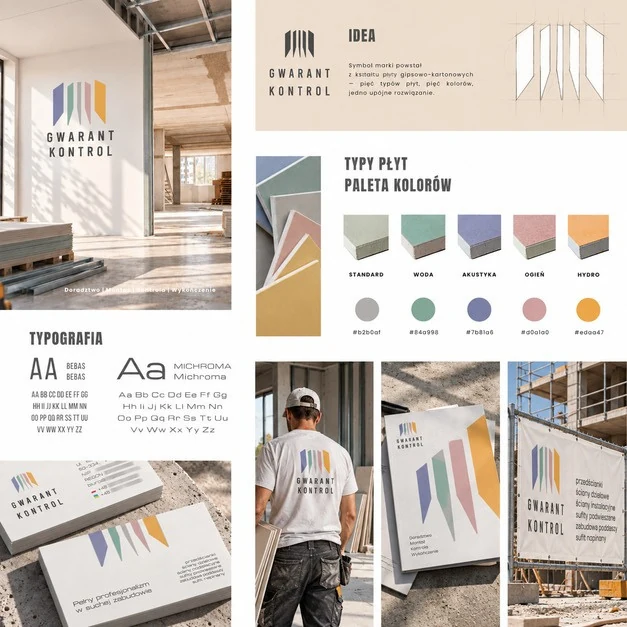 GWARANT
KONTROL
Doradztwo | Montaż | Kontrola | Wykończenie
GWARANT
KONTROL
IDEA
Symbol marki powstał
z kształtu płyty gipsowo-kartonowych
— pięć typów płyt, pięć kolorów,
jedno upójne rozwiązanie.
TYPY PŁYT
PALETA KOLORÓW
STANDARD
WODA
AKUSTYKA
OGIEŃ
HYDRO
#b2b0af
#84a998
#7b81a6
#d0a1a0
#edaa47
TYPOGRAFIA
AA
BEBAS
BEBAS
AA BB CC DD EE FF GG
HH II JJ KK LL MM NN
OO PP QQ RR SS TT UU
VV WW XX YY ZZ
Aa
MICHROMA
Michroma
Aa Bb Cc Dd Ee Ff Gg
Hh Ii Jj Kk Ll Mm Nn
Oo Pp Qq Rr Ss Tt Uu
Vv Ww Xx Yy Zz
GWARANT
KONTROL
Pełny profesjonalizm
w suchej zabudowie
GWARANT
KONTROL
GWARANT
KONTROL
Doradztwo
Montaż
Kontrola
Wykończenie
GWARANT
KONTROL
przedścianki
ściany działowe
ściany instalacyjne
sufity podwieszane
zabudowa poddaszy
sufit napinany